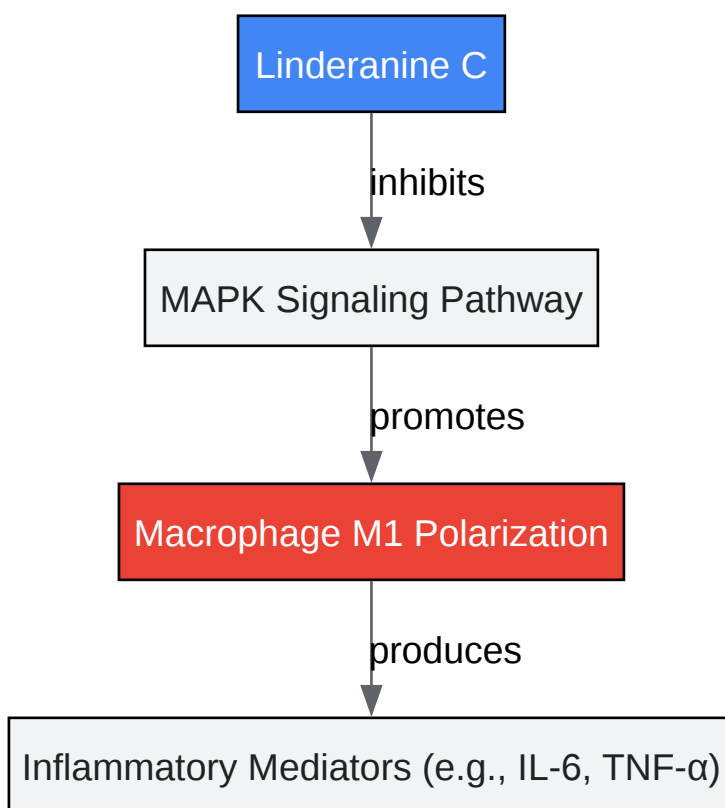 Linderanine C
inhibits
MAPK Signaling Pathway
promotes
Macrophage M1 Polarization
produces
Inflammatory Mediators (e.g., IL-6, TNF-α)